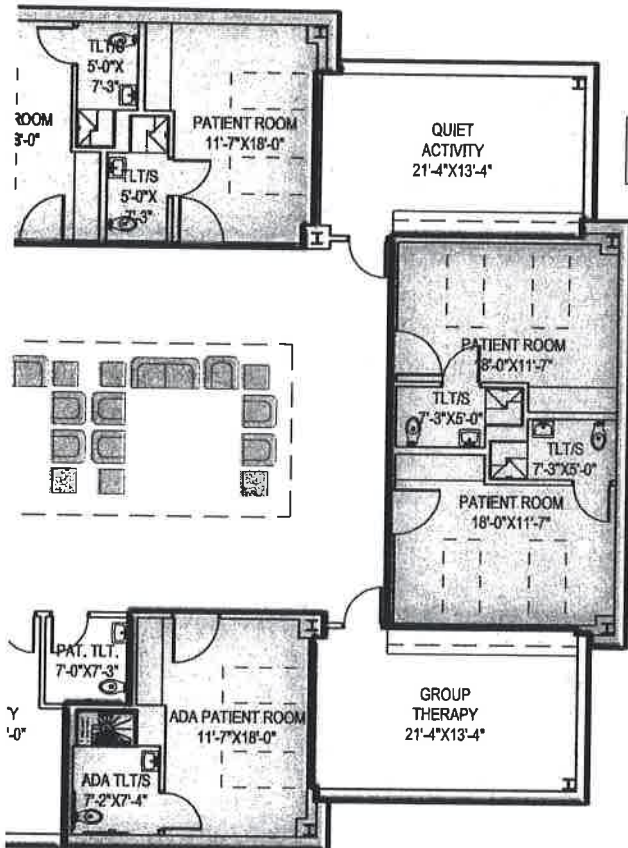 TLT/S
5'-0"X
7'-3"
ROOM
PATIENT ROOM
11'-7"X18'-0"
QUIET
ACTIVITY
21'-4"X13'-4"
TLT/S
5'-0"X
7'-3"
PATIENT ROOM
18'-0"X11'-7"
TLT/S
7'-3"X5'-0"
TLT/S
7'-3"X5'-0"
PATIENT ROOM
18'-0"X11'-7"
PAT. TLT.
7'-0"X7'-3"
ADA PATIENT ROOM
11'-7"X18'-0"
GROUP
THERAPY
21'-4"X13'-4"
TY
'-0"
ADA TLT/S
7'-2"X7'-4"